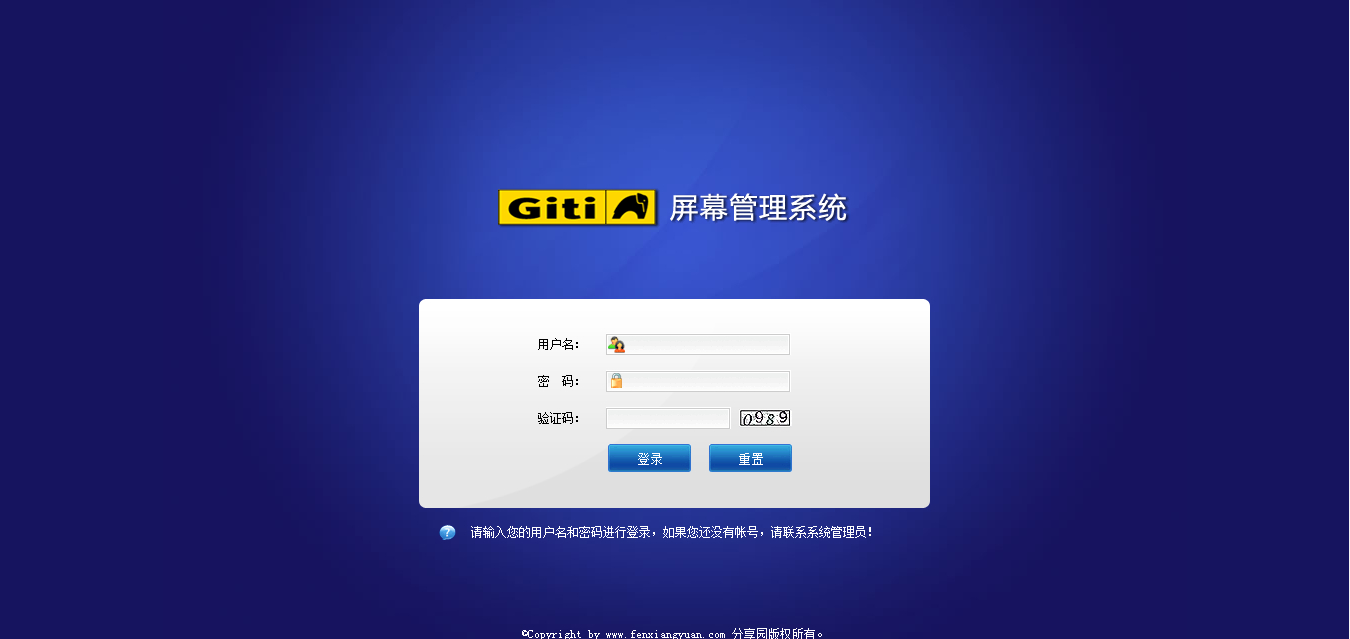 Giti 屏幕管理系统
用户名：
密 码：
验证码： 0989
登录 重置
请输入您的用户名和密码进行登录，如果您还没有帐号，请联系系统管理员！
©Copyright by www.fenxiangyuan.com 分享园版权所有。